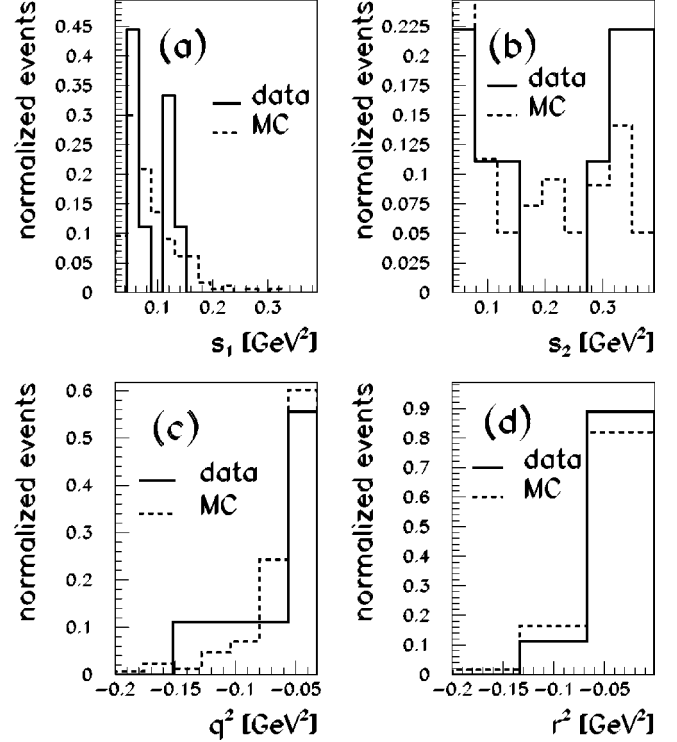 (a)
normalized events
0.45
0.4
0.35
0.3
0.25
0.2
0.15
0.1
0.05
0
data
MC
0.1 0.2 0.3
s₁ [GeV²]
(b)
normalized events
0.225
0.2
0.175
0.15
0.125
0.1
0.075
0.05
0.025
0
data
MC
0.1 0.2 0.3
s₂ [GeV²]
(c)
normalized events
0.6
0.5
0.4
0.3
0.2
0.1
0
data
MC
−0.2 −0.15 −0.1 −0.05
q² [GeV²]
(d)
normalized events
0.9
0.8
0.7
0.6
0.5
0.4
0.3
0.2
0.1
0
data
MC
−0.2 −0.15 −0.1 −0.05
r² [GeV²]